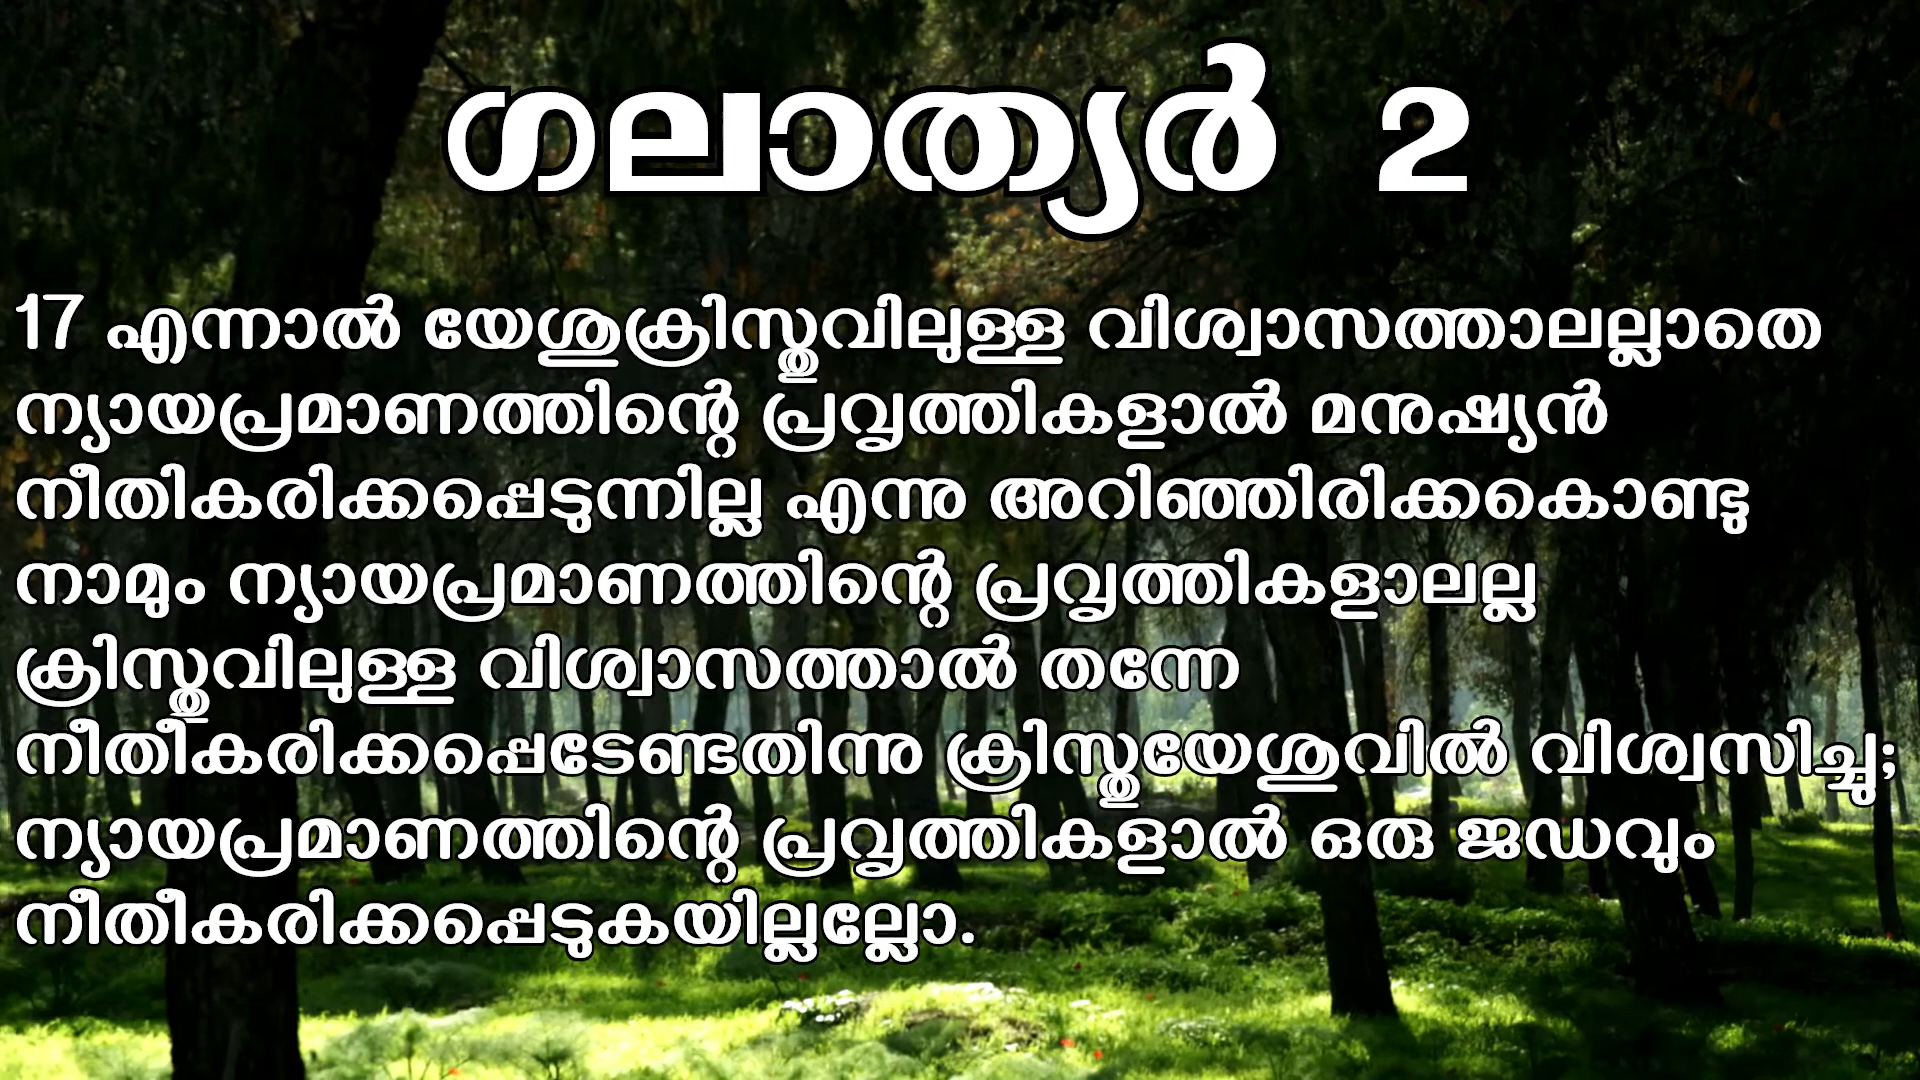 ഗലാത്യർ 2
17 എന്നാൽ യേശുക്രിസ്തുവിലുള്ള വിശ്വാസത്താലല്ലാതെ
ന്യായപ്രമാണത്തിന്റെ പ്രവൃത്തികളാൽ മനുഷ്യൻ
നീതികരിക്കപ്പെടുന്നില്ല എന്നു അറിഞ്ഞിരിക്കകൊണ്ടു
നാമും ന്യായപ്രമാണത്തിന്റെ പ്രവൃത്തികളാലല്ല
ക്രിസ്തുവിലുള്ള വിശ്വാസത്താൽ തന്നേ
നീതീകരിക്കപ്പെടേണ്ടതിന്നു ക്രിസ്തുയേശുവിൽ വിശ്വസിച്ചു;
ന്യായപ്രമാണത്തിന്റെ പ്രവൃത്തികളാൽ ഒരു ജഡവും
നീതീകരിക്കപ്പെടുകയില്ലല്ലോ.